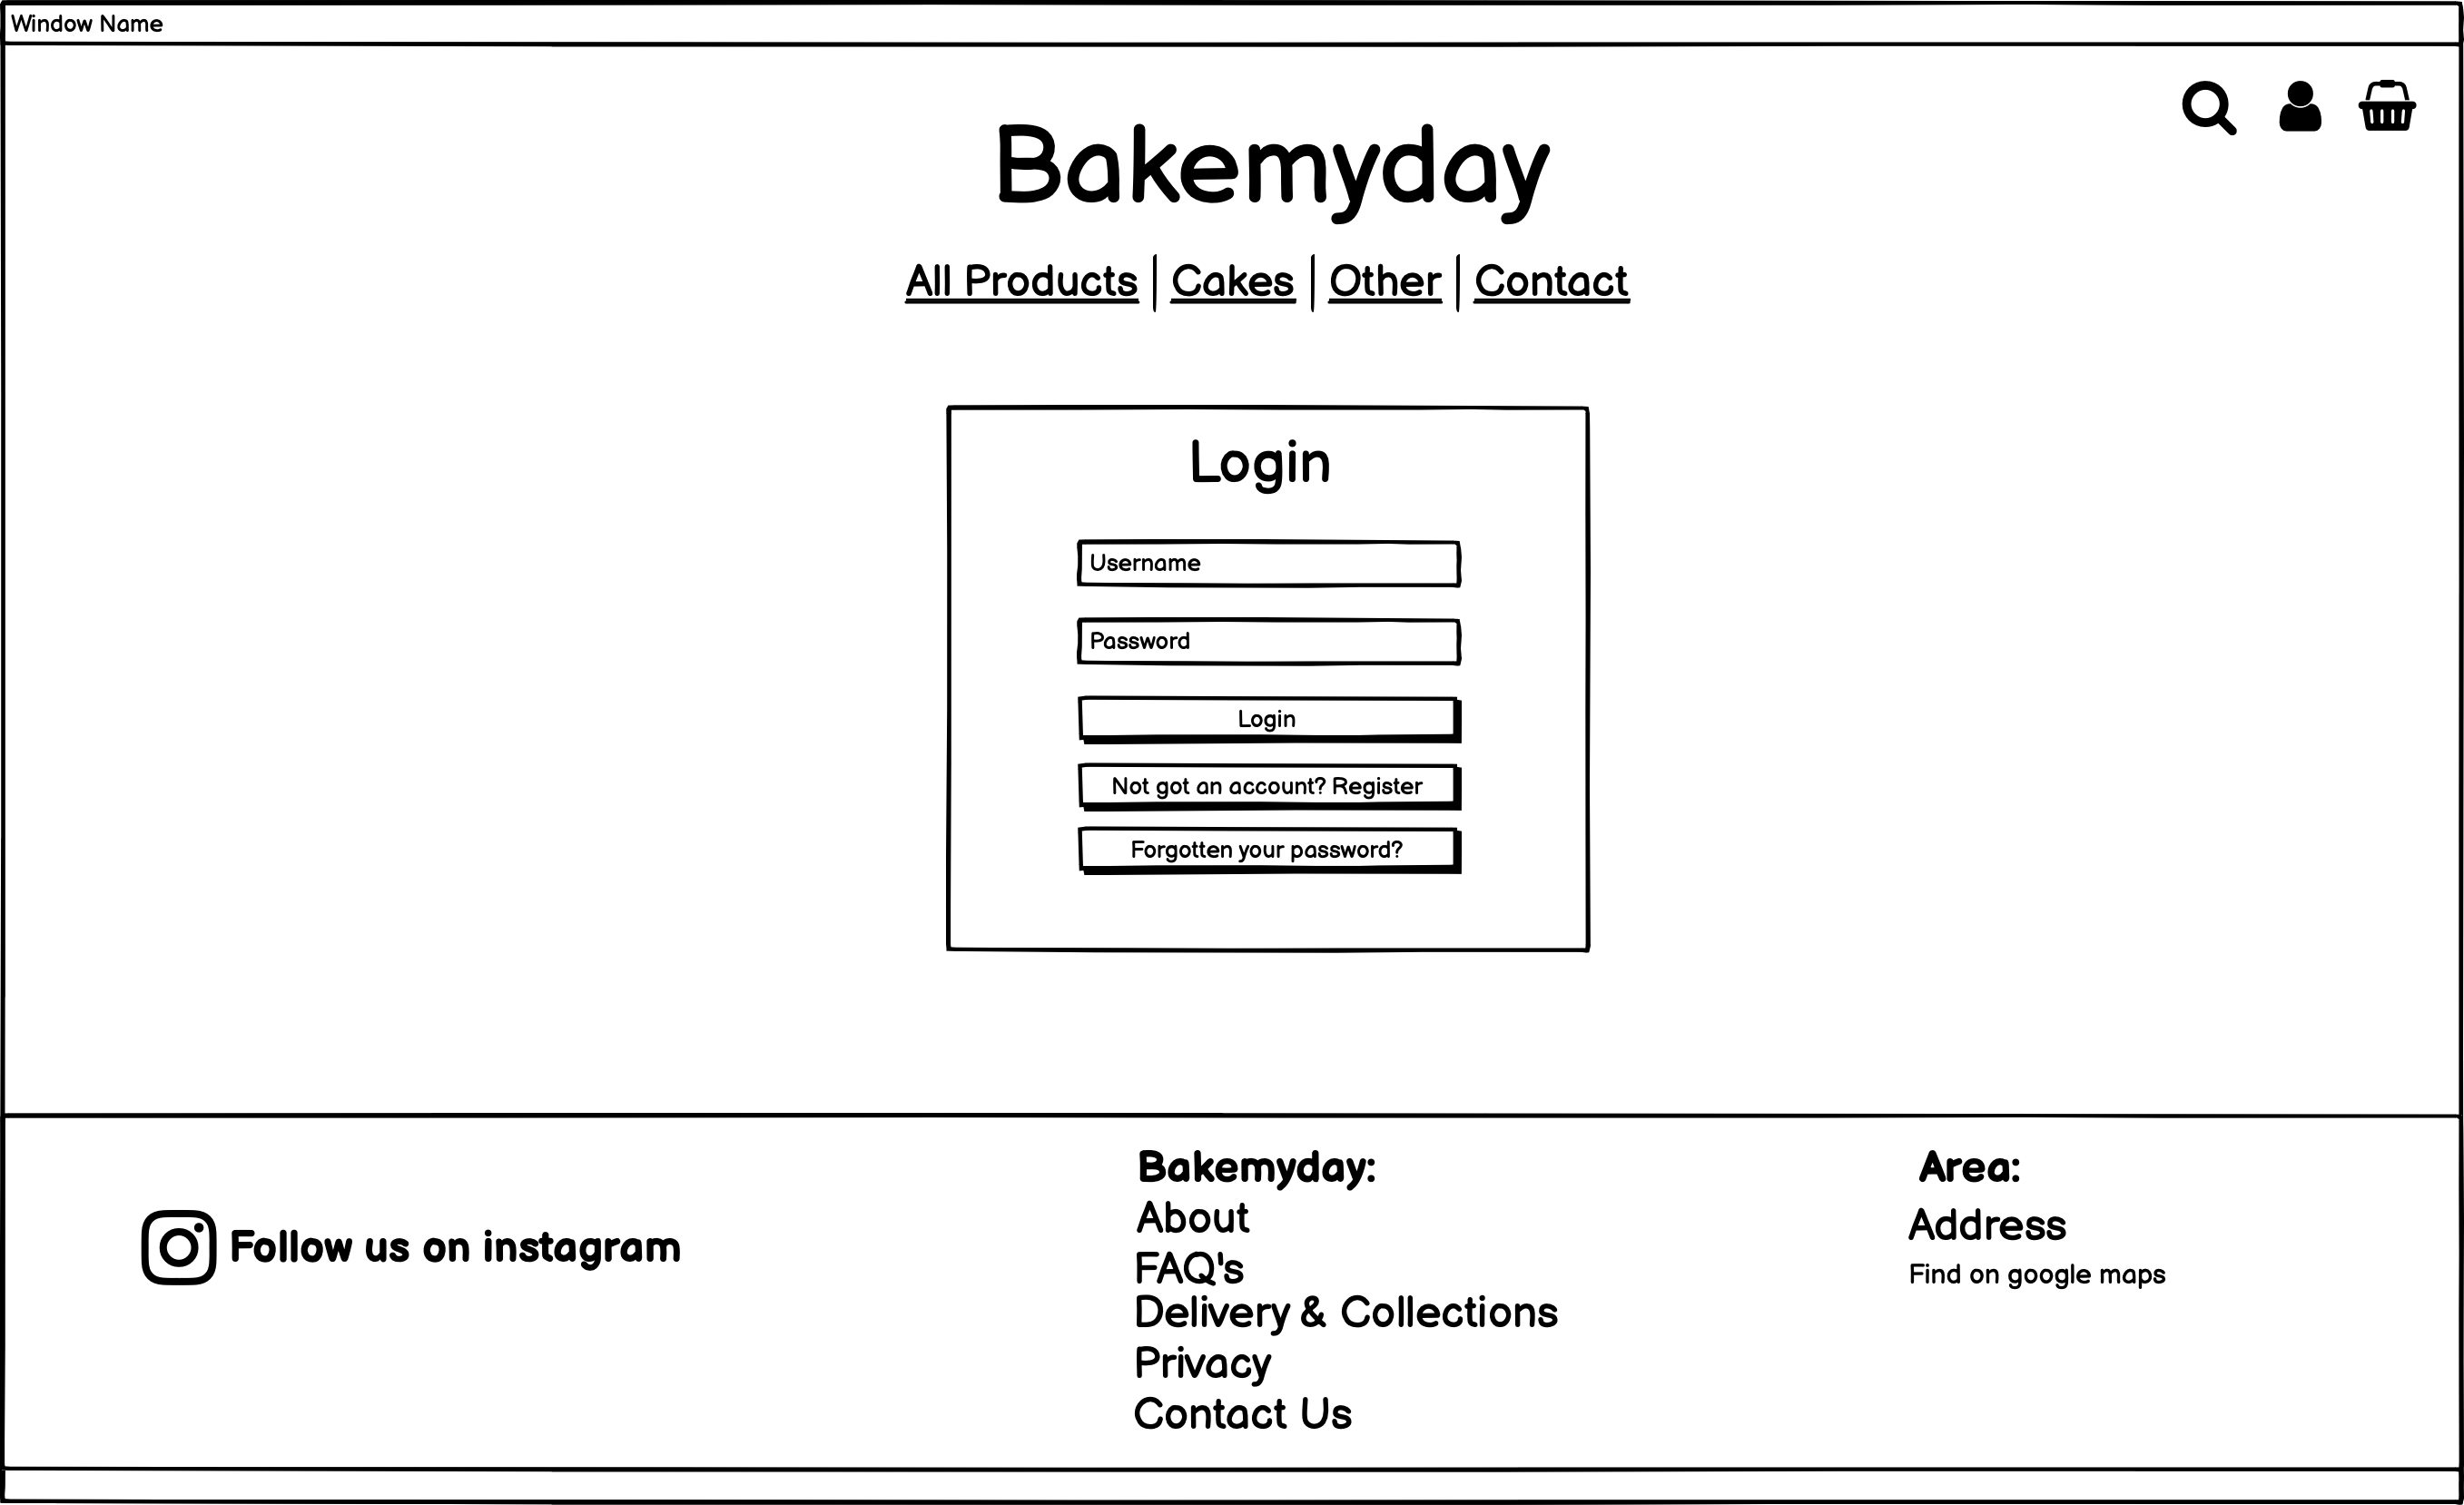 Window Name
Bakemyday
All Products | Cakes | Other | Contact
Login
Username
Password
Login
Not got an account? Register
Forgotten your password?
Follow us on instagram
Bakemyday:
About
FAQ's
Delivery & Collections
Privacy
Contact Us
Area:
Address
Find on google maps